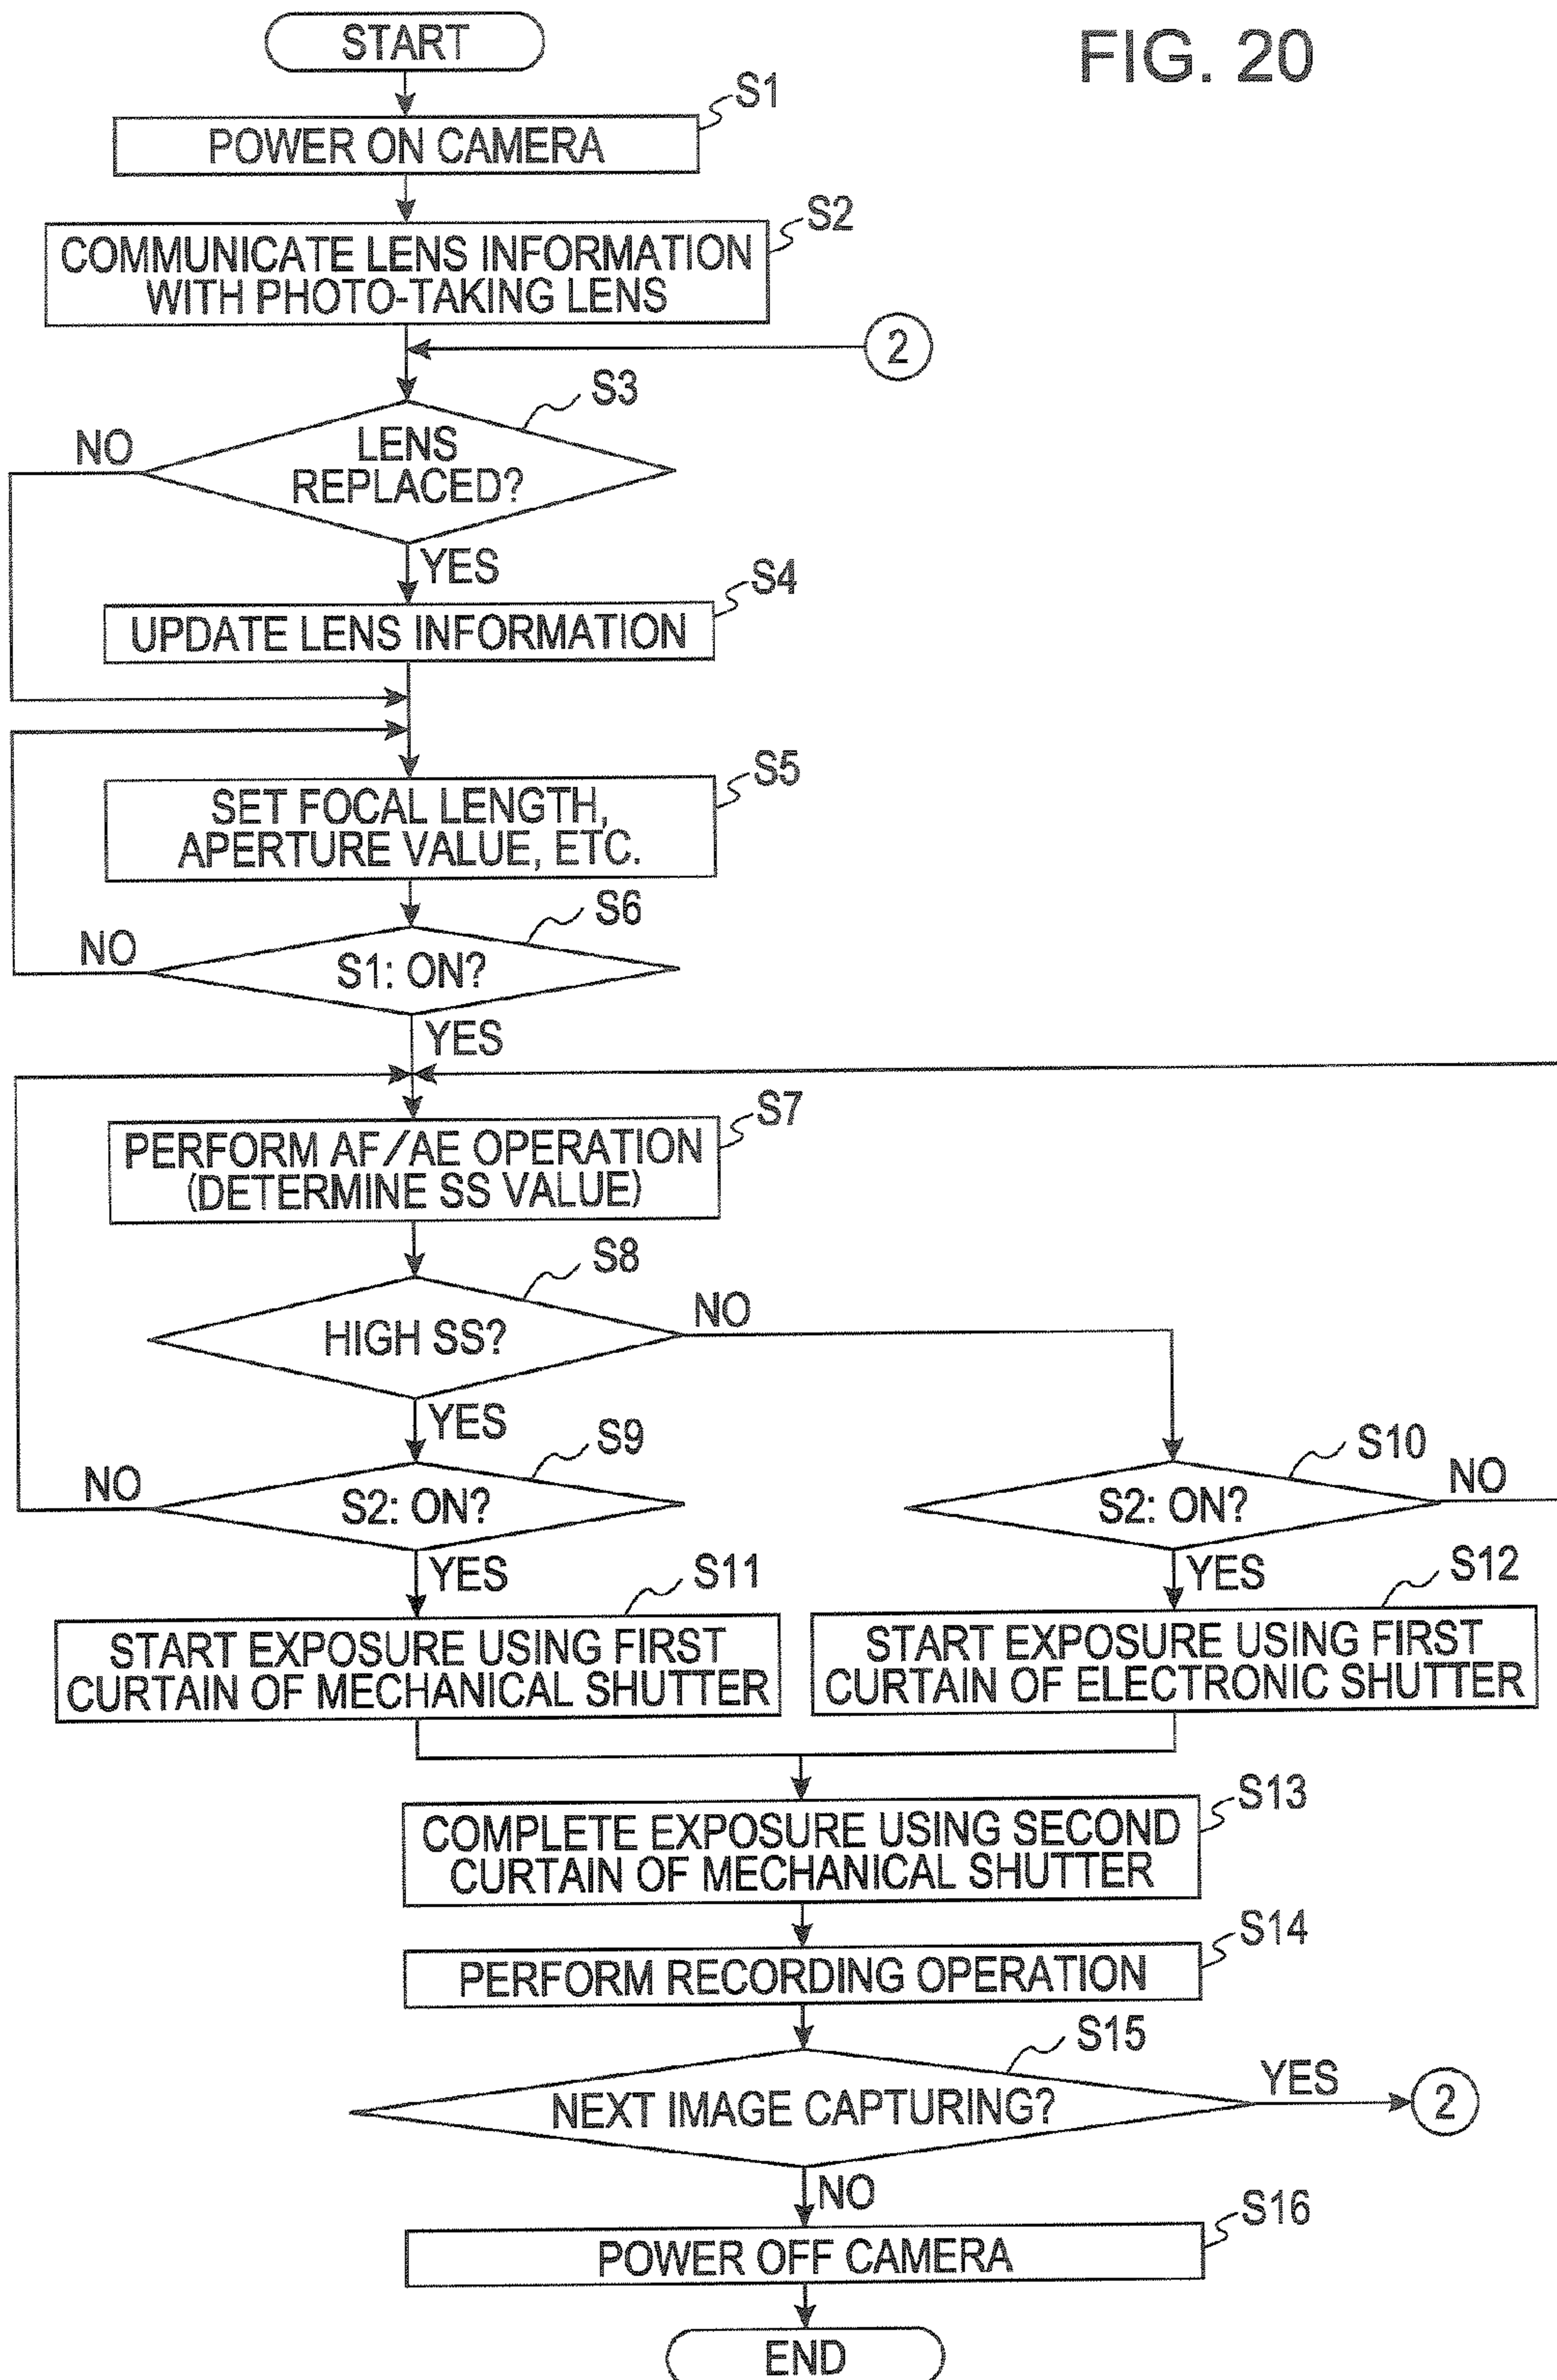 START
FIG. 20
S1
POWER ON CAMERA
S2
COMMUNICATE LENS INFORMATION
WITH PHOTO-TAKING LENS
2
S3
NO
LENS
REPLACED?
YES
S4
UPDATE LENS INFORMATION
S5
SET FOCAL LENGTH,
APERTURE VALUE, ETC.
S6
NO
S1: ON?
YES
S7
PERFORM AF/AE OPERATION
(DETERMINE SS VALUE)
S8
NO
HIGH SS?
YES
S9
NO
S2: ON?
S10
NO
S2: ON?
YES
S11
YES
S12
START EXPOSURE USING FIRST
CURTAIN OF MECHANICAL SHUTTER
START EXPOSURE USING FIRST
CURTAIN OF ELECTRONIC SHUTTER
S13
COMPLETE EXPOSURE USING SECOND
CURTAIN OF MECHANICAL SHUTTER
S14
PERFORM RECORDING OPERATION
S15
NEXT IMAGE CAPTURING?
YES
2
NO
S16
POWER OFF CAMERA
END